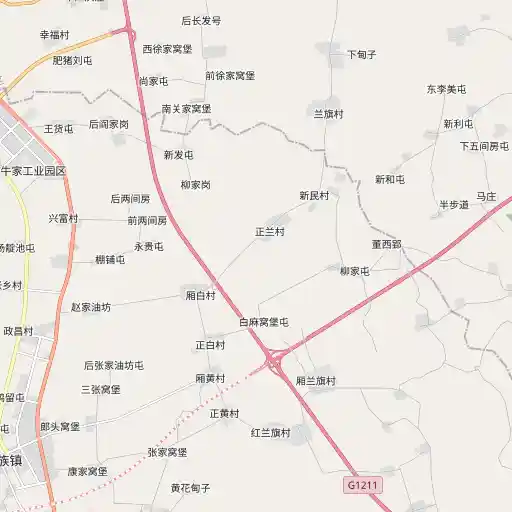 后长发号
幸福村
西徐家窝堡
下甸子
肥猪刘屯
前徐家窝堡
尚家屯
东李美屯
南关家窝堡
兰旗村
后闾家岗
王货屯
新利屯
下五间房屯
新发屯
牛家工业园区
新和屯
柳家岗
新民村
马庄
后两间房
半步道
兴富村
前两间房
正兰村
永贵屯
董西郢
棚铺屯
柳家屯
厢白村
赵家油坊
白麻窝堡屯
政昌村
正白村
后张家油坊屯
厢黄村
厢兰旗村
三张窝堡
留屯
正黄村
郎头窝堡
红兰旗村
张家窝堡
族镇
康家窝堡
G1211
黄花甸子